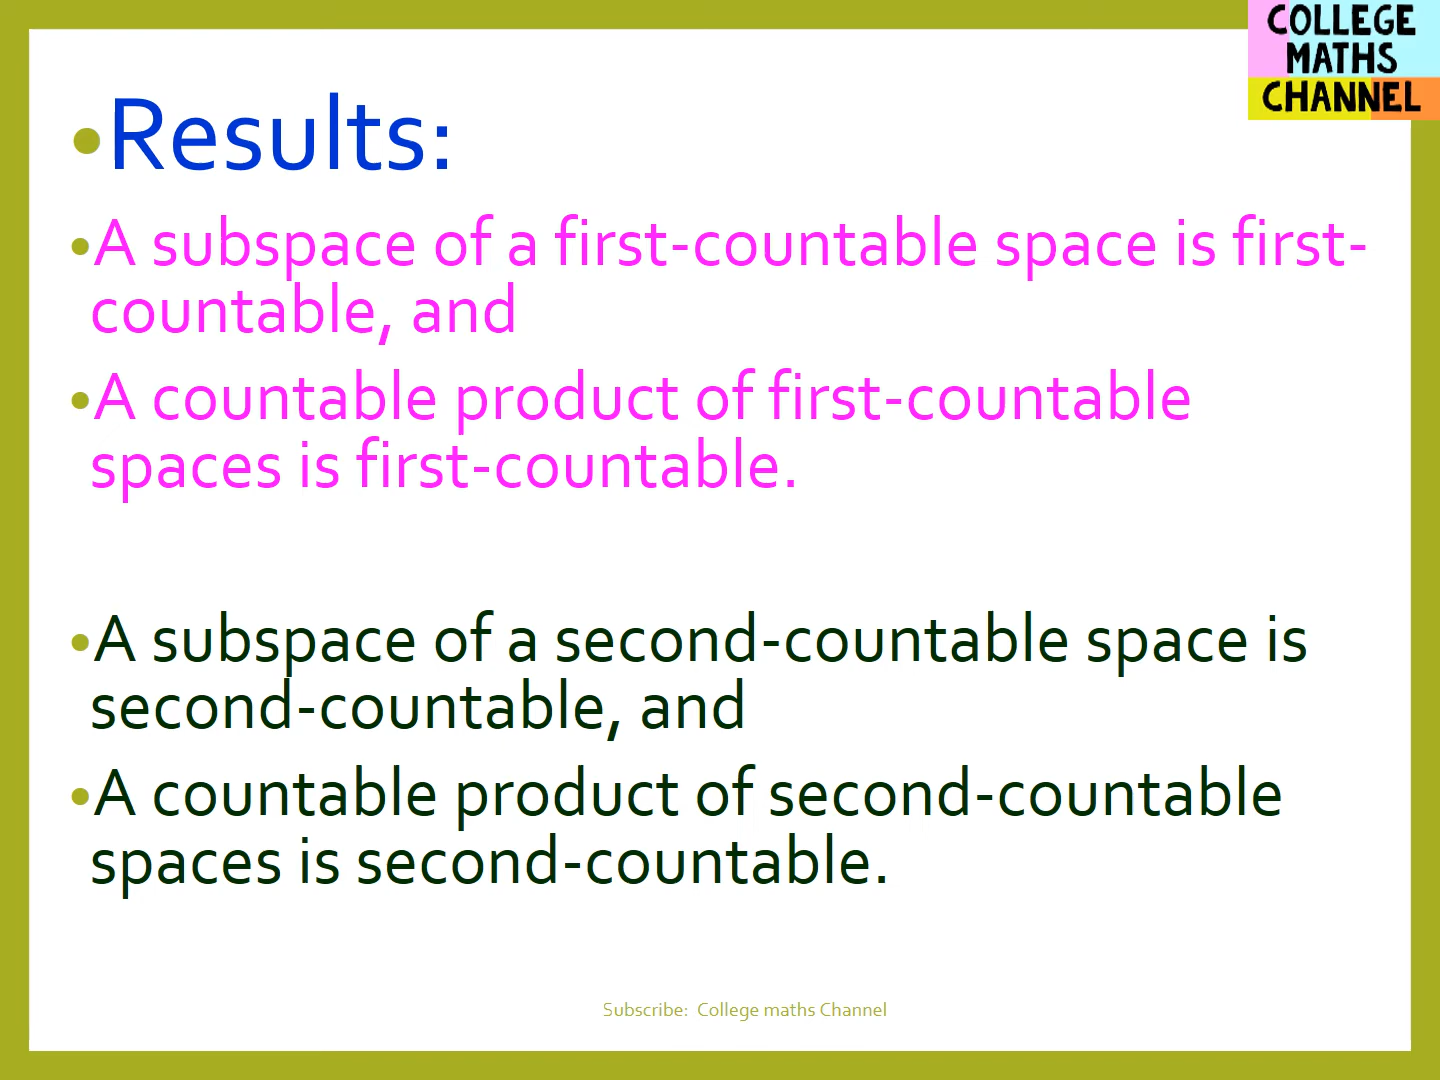 COLLEGE
MATHS
CHANNEL
•Results:
•A subspace of a first-countable space is first-
countable, and
•A countable product of first-countable
spaces is first-countable.
•A subspace of a second-countable space is
second-countable, and
•A countable product of second-countable
spaces is second-countable.
Subscribe: College maths Channel